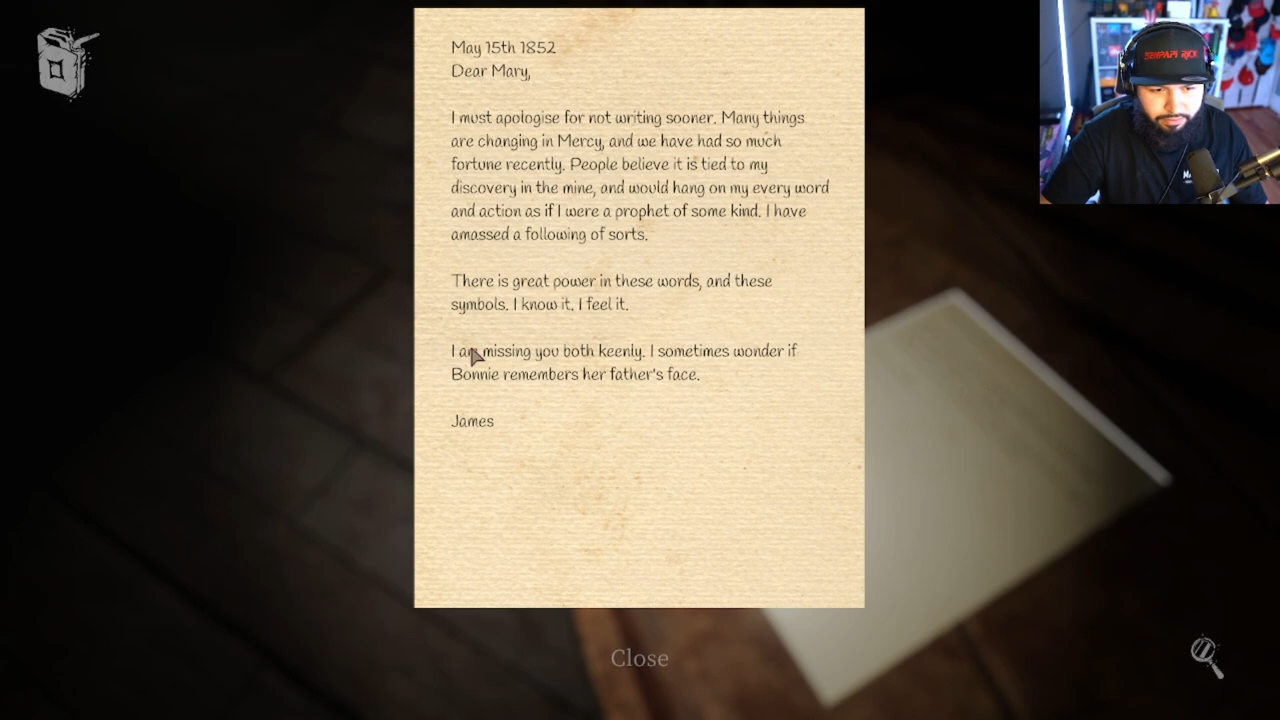 May 15th 1852
Dear Mary,
I must apologise for not writing sooner. Many things
are changing in Mercy, and we have had so much
fortune recently. People believe it is tied to my
discovery in the mine, and would hang on my every word
and action as if I were a prophet of some kind. I have
amassed a following of sorts.
There is great power in these words, and these
symbols. I know it. I feel it.
I am missing you both keenly. I sometimes wonder if
Bonnie remembers her father's face.
James
Close